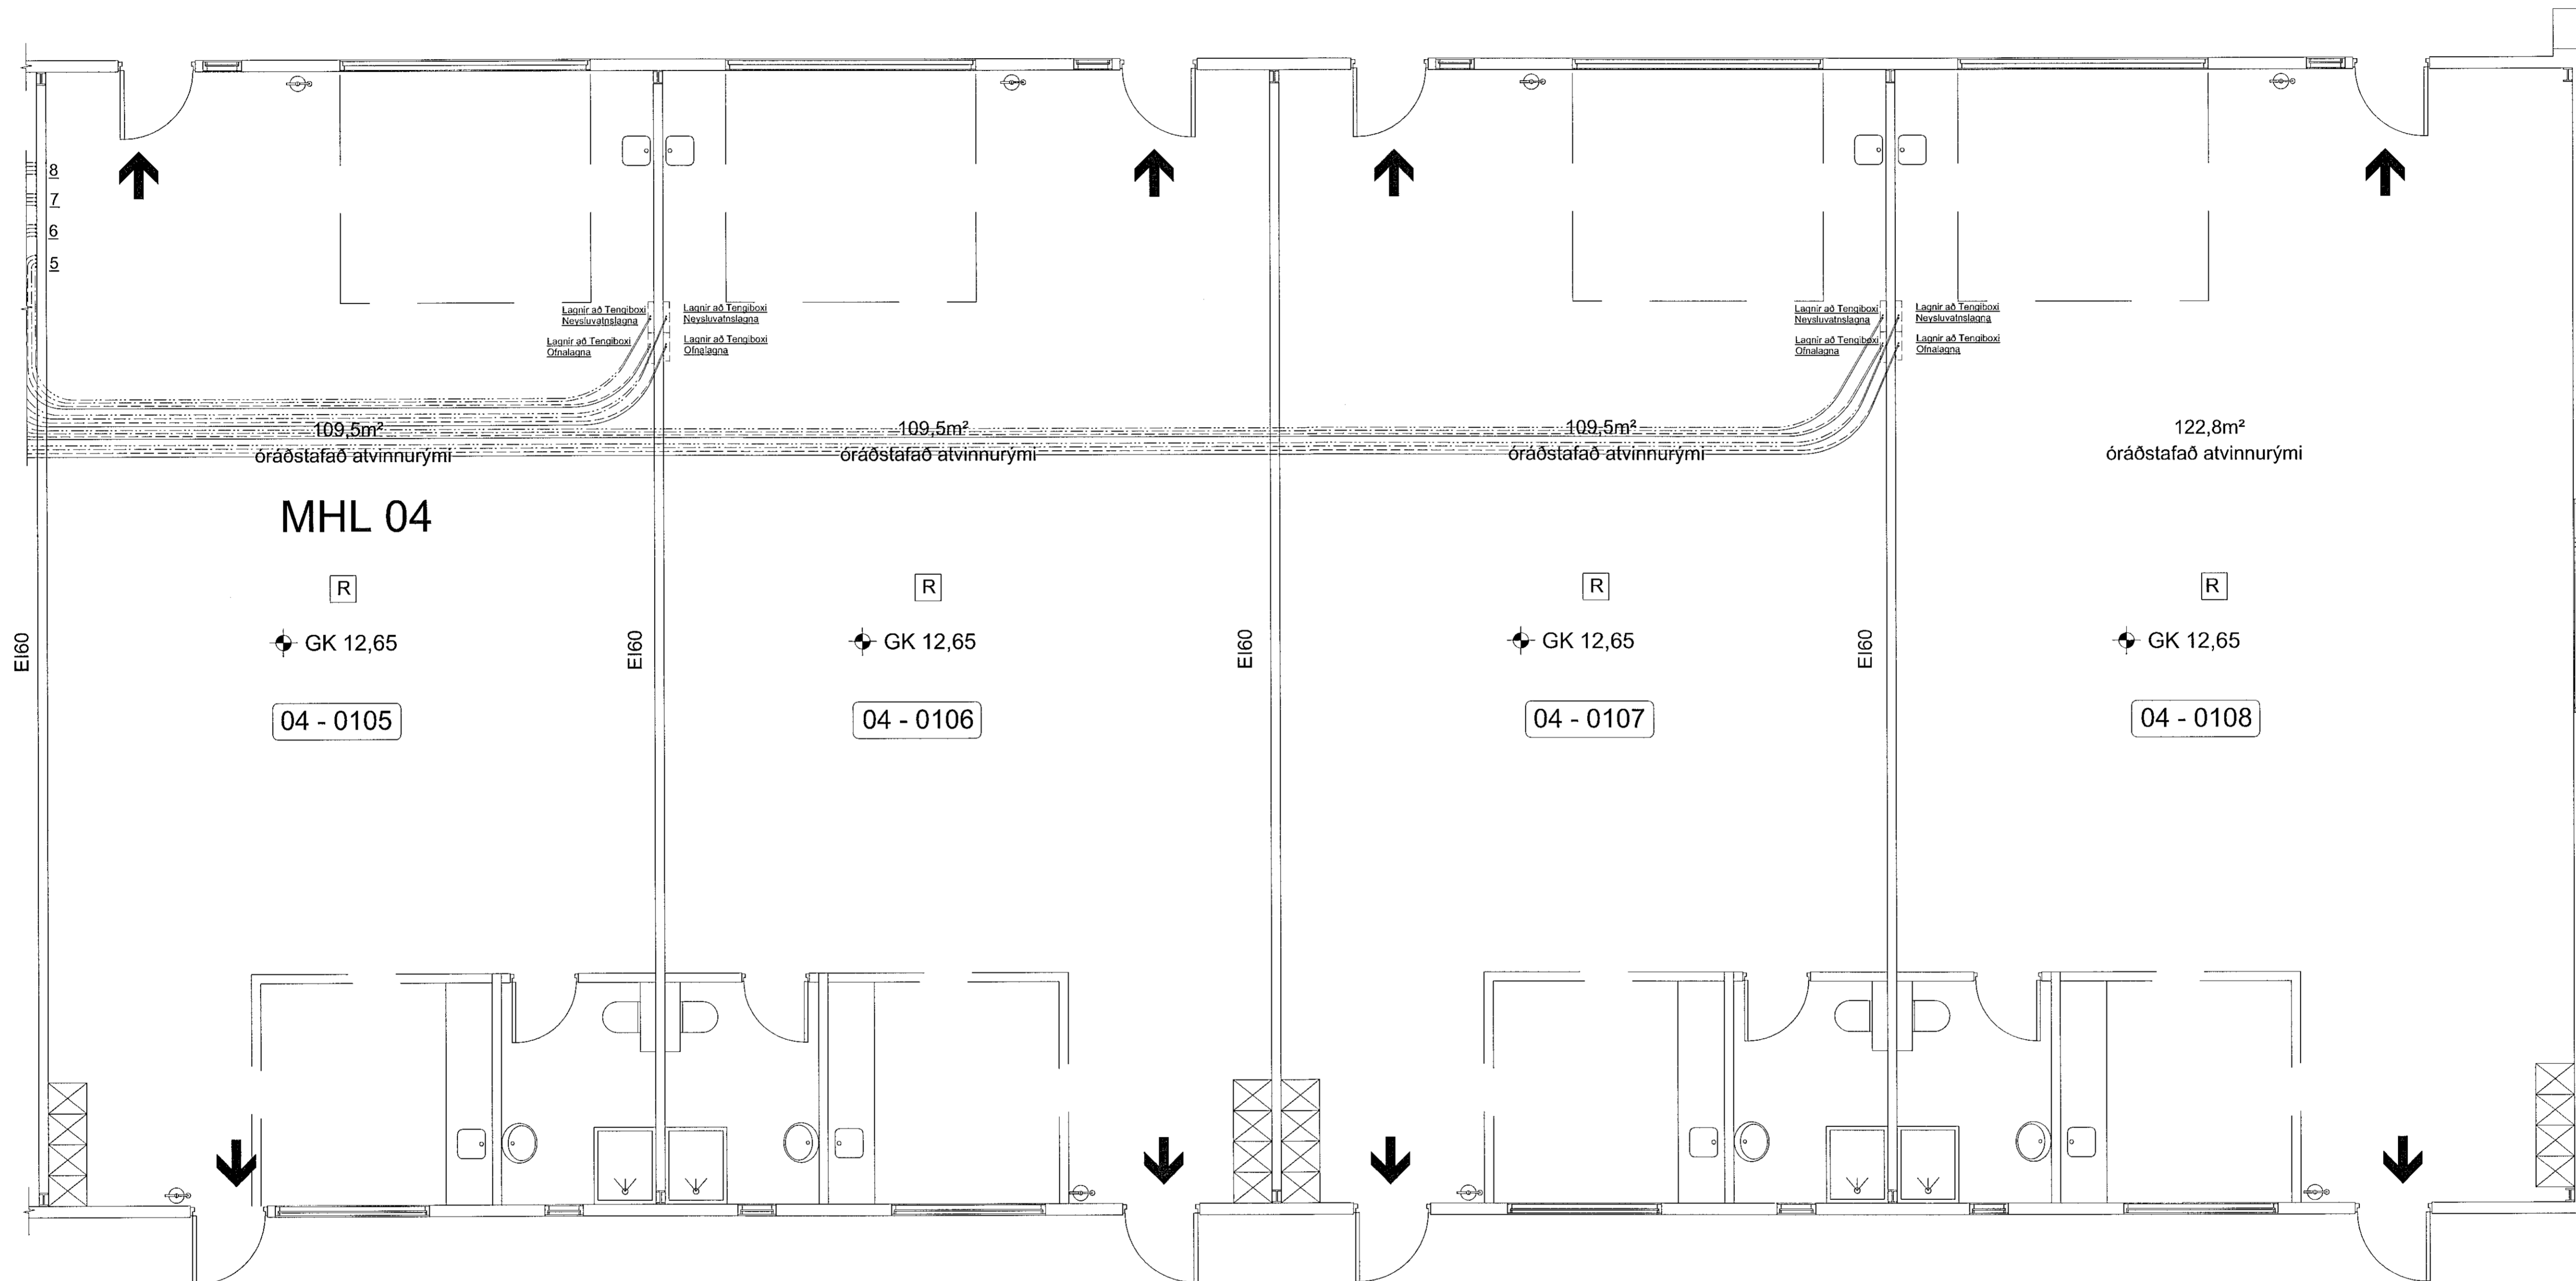 8
7
6
5
Lagnir að Tengiboxi
Neysluvatnslagna
Lagnir að Tengiboxi
Ofnalagna
Lagnir að Tengiboxi
Neysluvatnslagna
Lagnir að Tengiboxi
Ofnalagna
Lagnir að Tengiboxi
Neysluvatnslagna
Lagnir að Tengiboxi
Ofnalagna
Lagnir að Tengiboxi
Neysluvatnslagna
Lagnir að Tengiboxi
Ofnalagna
109,5m²
óráðstafað atvinnurými
109,5m²
óráðstafað atvinnurými
109,5m²
óráðstafað atvinnurými
122,8m²
óráðstafað atvinnurými
MHL 04
R
R
R
R
EI60
GK 12,65
EI60
GK 12,65
EI60
GK 12,65
EI60
GK 12,65
04 - 0105
04 - 0106
04 - 0107
04 - 0108